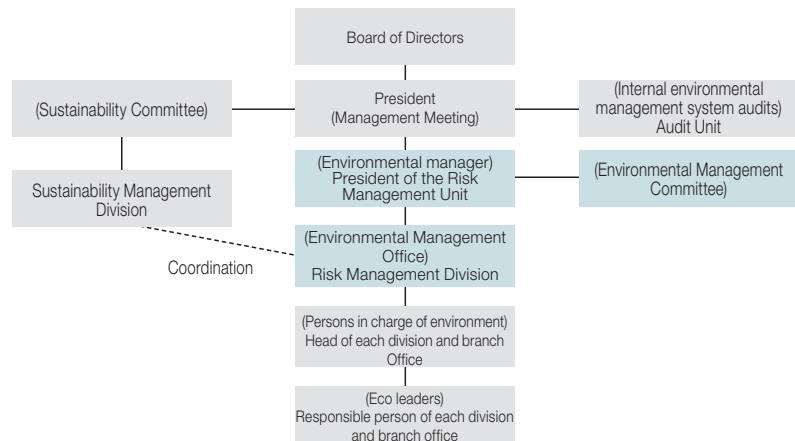 Board of Directors
(Sustainability Committee)
President
(Management Meeting)
(Internal environmental
management system audits)
Audit Unit
Sustainability Management
Division
(Environmental manager)
President of the Risk
Management Unit
(Environmental Management
Committee)
Coordination
(Environmental Management
Office)
Risk Management Division
(Persons in charge of environment)
Head of each division and branch
Office
(Eco leaders)
Responsible person of each division
and branch office